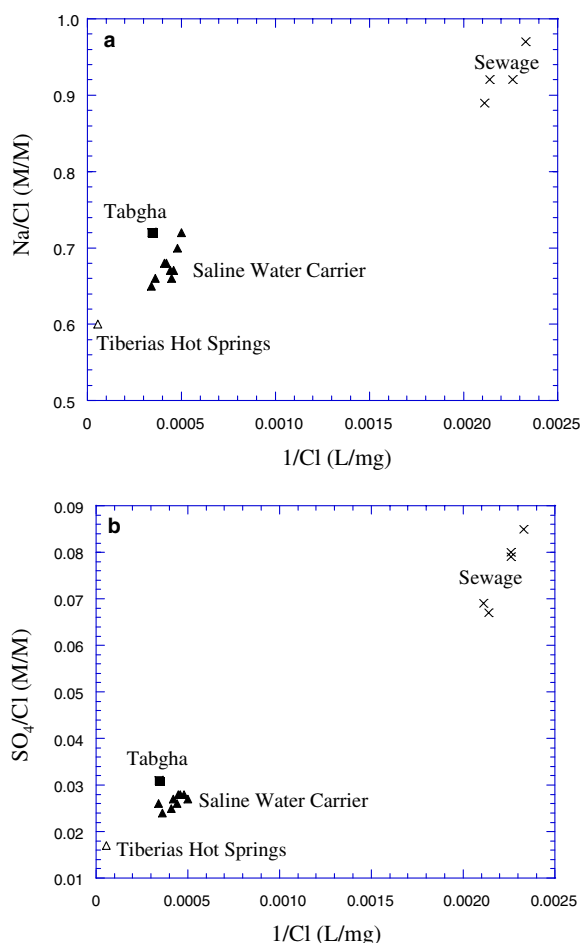 a
1.0
0.9
0.8
0.7
0.6
0.5
Na/Cl (M/M)
Sewage
Tabgha
Saline Water Carrier
Tiberias Hot Springs
0 0.0005 0.0010 0.0015 0.0020 0.0025
1/Cl (L/mg)
b
0.09
0.08
0.07
0.06
0.05
0.04
0.03
0.02
0.01
SO₄/Cl (M/M)
Sewage
Tabgha
Saline Water Carrier
Tiberias Hot Springs
0 0.0005 0.0010 0.0015 0.0020 0.0025
1/Cl (L/mg)